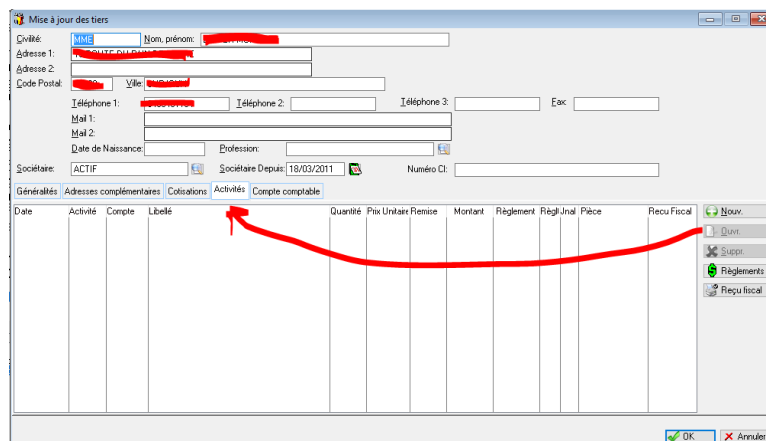 Mise à jour des tiers
Civilité: MME Nom, prénom:
Adresse 1:
Adresse 2:
Code Postal: Ville:
Téléphone 1: Téléphone 2: Téléphone 3: Fax:
Mail 1:
Mail 2:
Date de Naissance: Profession:
Sociétaire: ACTIF Sociétaire Depuis: 18/03/2011 Numéro CI:
Généralités Adresses complémentaires Cotisations Activités Compte comptable
Date Activité Compte Libellé Quantité Prix Unitaire Remise Montant Règlement Règl Jnal Pièce Recu Fiscal
Nouv.
Ouvr.
Suppr.
Règlements
Reçu fiscal
OK Annuler